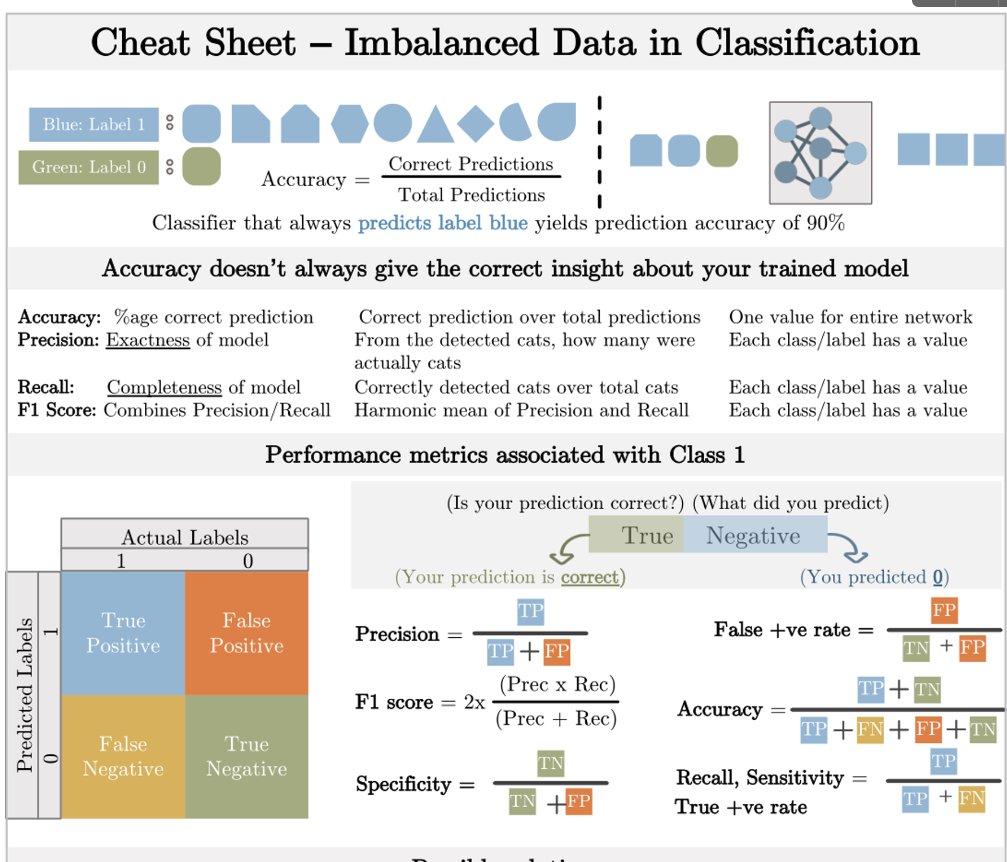 Cheat Sheet – Imbalanced Data in Classification
Blue: Label 1
Green: Label 0
Accuracy = Correct Predictions / Total Predictions
Classifier that always predicts label blue yields prediction accuracy of 90%
Accuracy doesn't always give the correct insight about your trained model
Accuracy: %age correct prediction Correct prediction over total predictions One value for entire network
Precision: Exactness of model From the detected cats, how many were Each class/label has a value
actually cats
Recall: Completeness of model Correctly detected cats over total cats Each class/label has a value
F1 Score: Combines Precision/Recall Harmonic mean of Precision and Recall Each class/label has a value
Performance metrics associated with Class 1
Actual Labels
1 0
Predicted Labels
1
0
True Positive
False Positive
False Negative
True Negative
(Is your prediction correct?) (What did you predict)
True Negative
(Your prediction is correct) (You predicted 0)
Precision = TP / TP + FP
False +ve rate = FP / TN + FP
F1 score = 2x (Prec x Rec) / (Prec + Rec)
Accuracy = TP + TN / TP + FN + FP + TN
Specificity = TN / TN + FP
Recall, Sensitivity = TP / TP + FN
True +ve rate